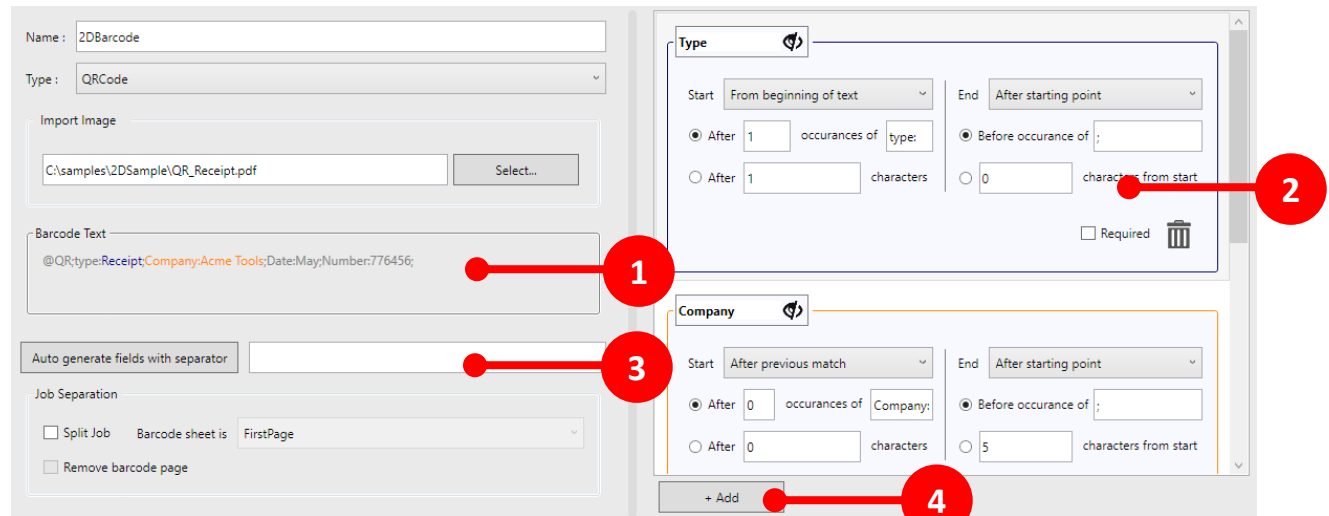 Name : 2DBarcode
Type : QRCode
Import Image
C:\samples\2DSample\QR_Receipt.pdf Select...
Barcode Text
@QR;type:Receipt;Company:Acme Tools;Date:May;Number:776456;
1
Auto generate fields with separator
3
Job Separation
Split Job Barcode sheet is FirstPage
Remove barcode page
Type
Start From beginning of text End After starting point
After 1 occurances of type: Before occurance of ;
After 1 characters 0 characters from start
2
Required
Company
Start After previous match End After starting point
After 0 occurances of Company: Before occurance of ;
After 0 characters 5 characters from start
+ Add
4